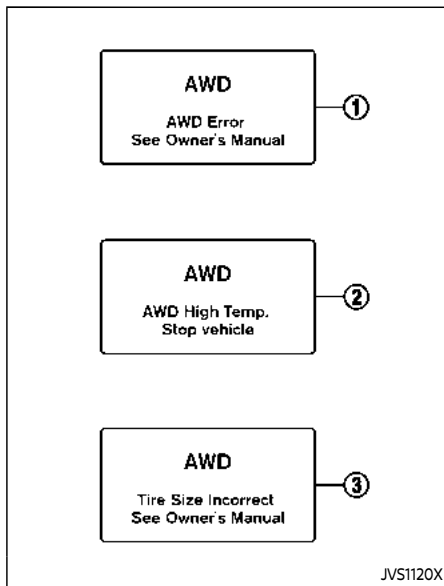 AWD
AWD Error
See Owner's Manual
1
AWD
AWD High Temp.
Stop vehicle
2
AWD
Tire Size Incorrect
See Owner's Manual
3
JVS1120X